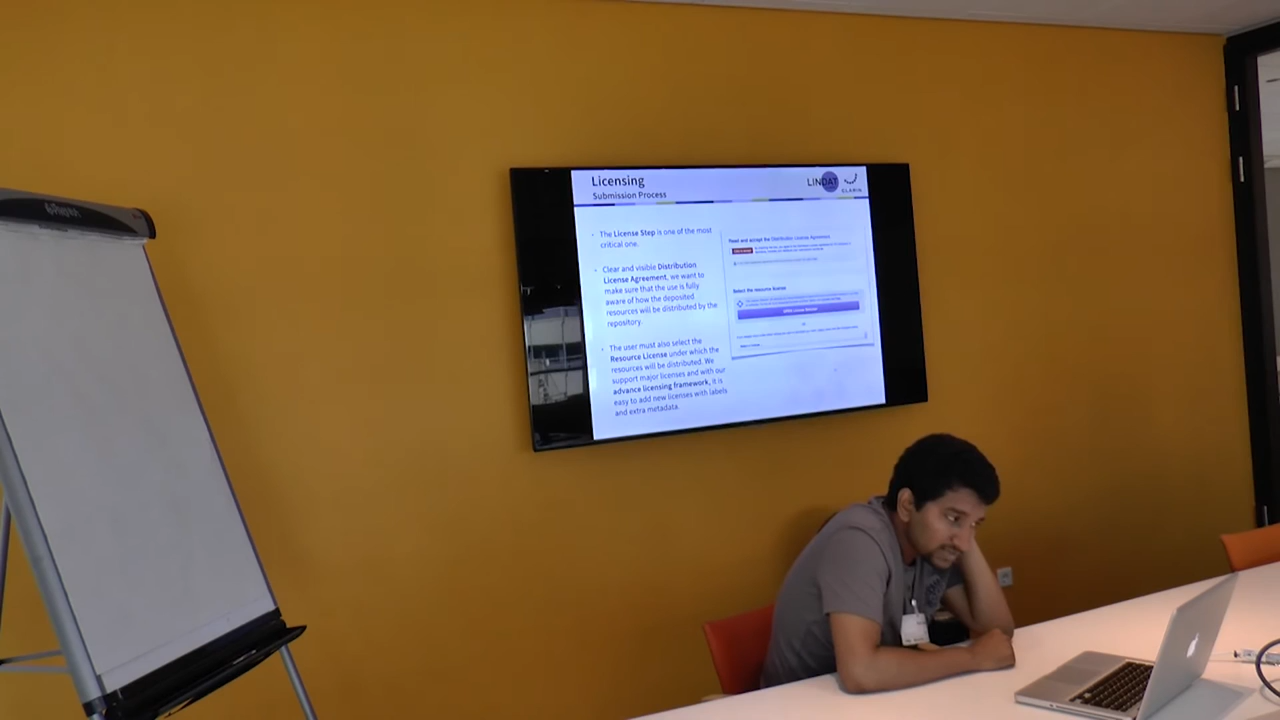 Licensing
Submission Process
LINDAT
CLARIN
The License Step is one of the most
critical one.
Clear and visible Distribution
License Agreement, we want to
make sure that the use is fully
aware of how the deposited
resources will be distributed by the
repository.
The user must also select the
Resource License under which the
resources will be distributed. We
support major licenses and with our
advance licensing framework, it is
easy to add new licenses with labels
and extra metadata.
Read and accept the Distribution License Agreement
Select the resource license
OPEN License Selector